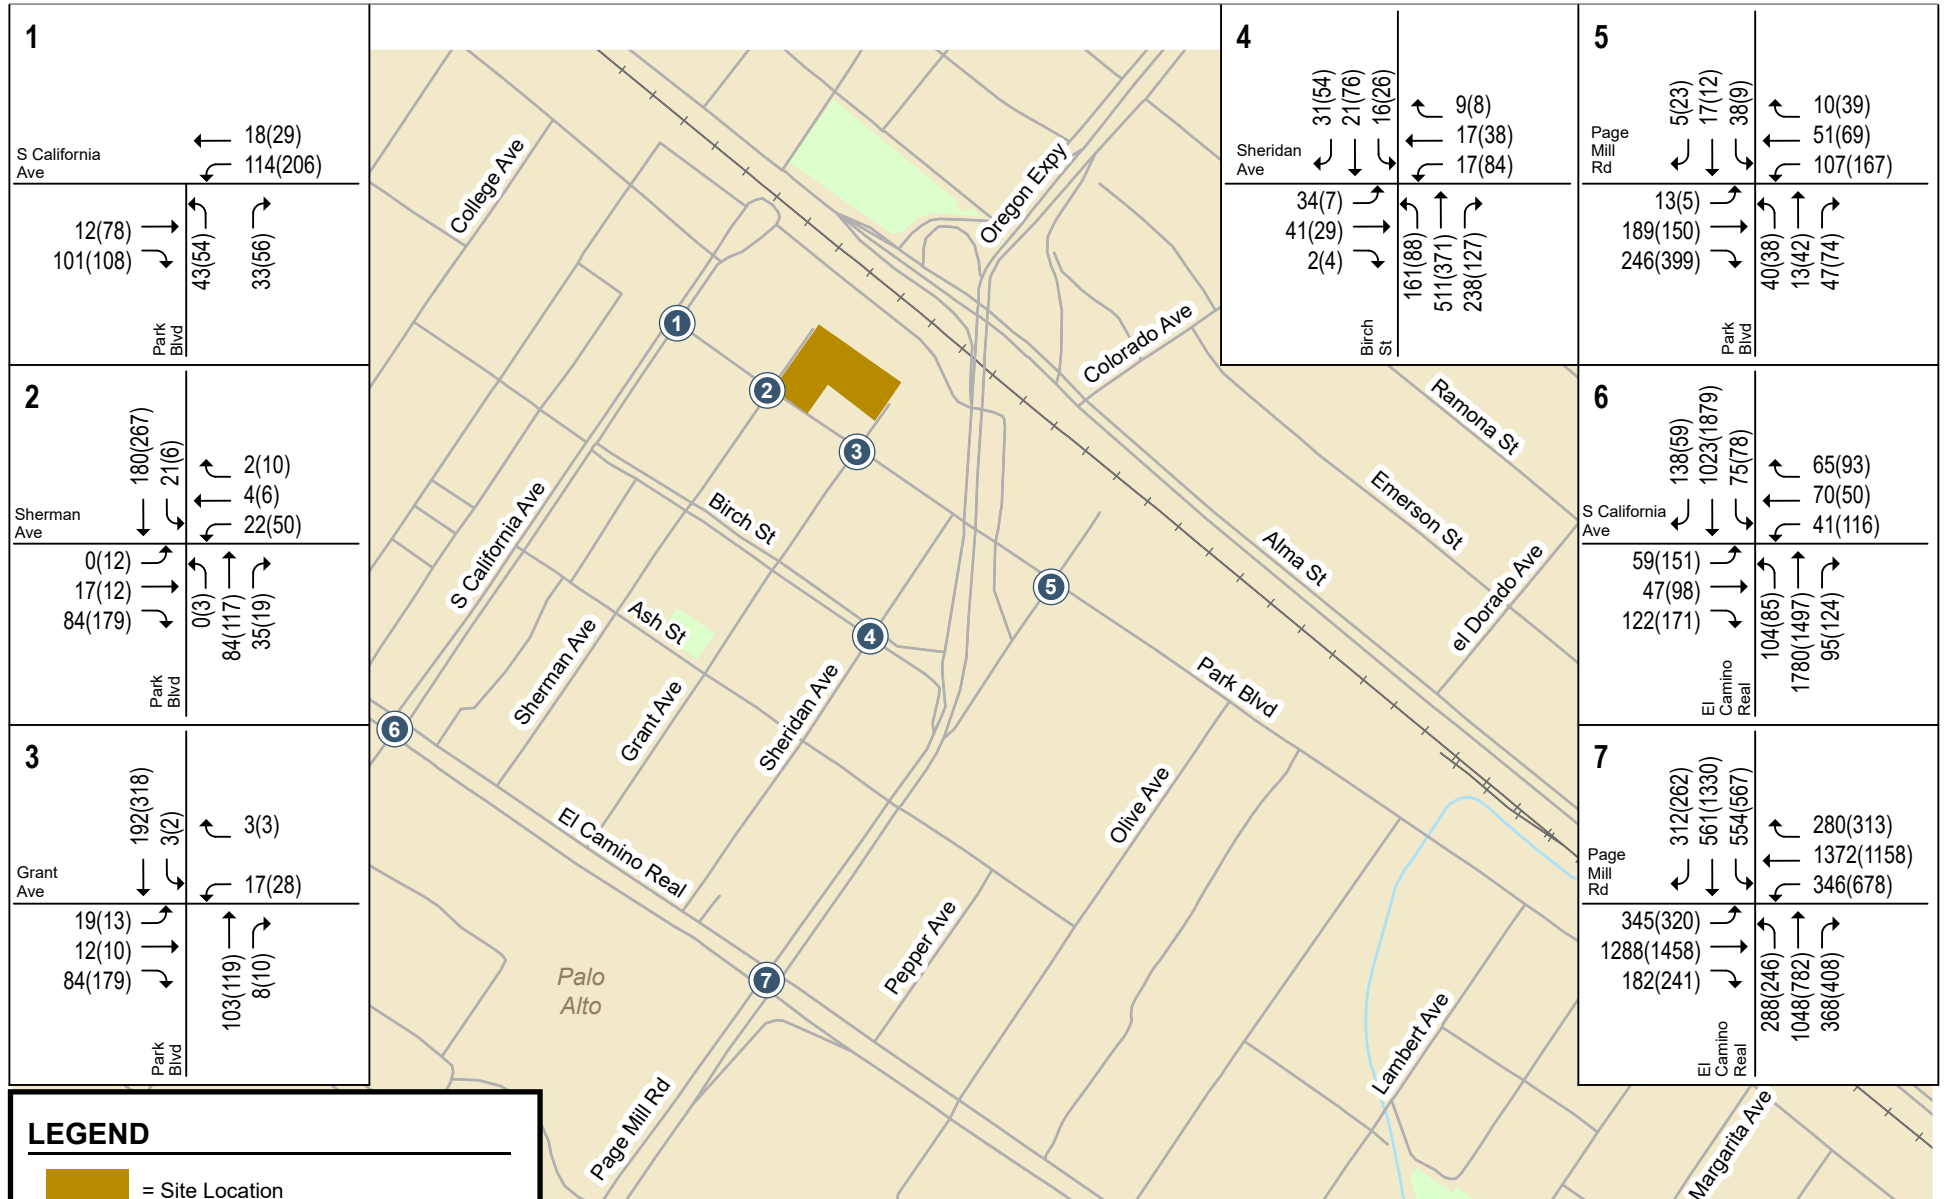 1
S California
Ave
18(29)
114(206)
12(78)
101(108)
43(54)
33(56)
Park
Blvd
2
180(267)
21(6)
2(10)
4(6)
22(50)
Sherman
Ave
0(12)
17(12)
84(179)
0(3)
84(117)
35(19)
Park
Blvd
3
192(318)
3(2)
3(3)
17(28)
Grant
Ave
19(13)
12(10)
84(179)
103(119)
8(10)
Park
Blvd
4
31(54)
21(76)
16(26)
9(8)
17(38)
17(84)
Sheridan
Ave
34(7)
41(29)
2(4)
161(88)
511(371)
238(127)
Birch
St
5
5(23)
17(12)
38(9)
10(39)
51(69)
107(167)
Page
Mill
Rd
13(5)
189(150)
246(399)
40(38)
13(42)
47(74)
Park
Blvd
6
138(59)
1023(1879)
75(78)
65(93)
70(50)
41(116)
S California
Ave
59(151)
47(98)
122(171)
104(85)
1780(1497)
95(124)
El
Camino
Real
7
312(262)
561(1330)
554(567)
280(313)
1372(1158)
346(678)
Page
Mill
Rd
345(320)
1288(1458)
182(241)
288(246)
1048(782)
368(408)
El
Camino
Real
College Ave
Oregon Expy
Colorado Ave
Ramona St
Emerson St
Alma St
el Dorado Ave
S California Ave
Birch St
Ash St
Sherman Ave
Grant Ave
Sheridan Ave
Park Blvd
Olive Ave
El Camino Real
Pepper Ave
Lambert Ave
Margarita Ave
Page Mill Rd
Palo
Alto
1
2
3
4
5
6
7
LEGEND
= Site Location